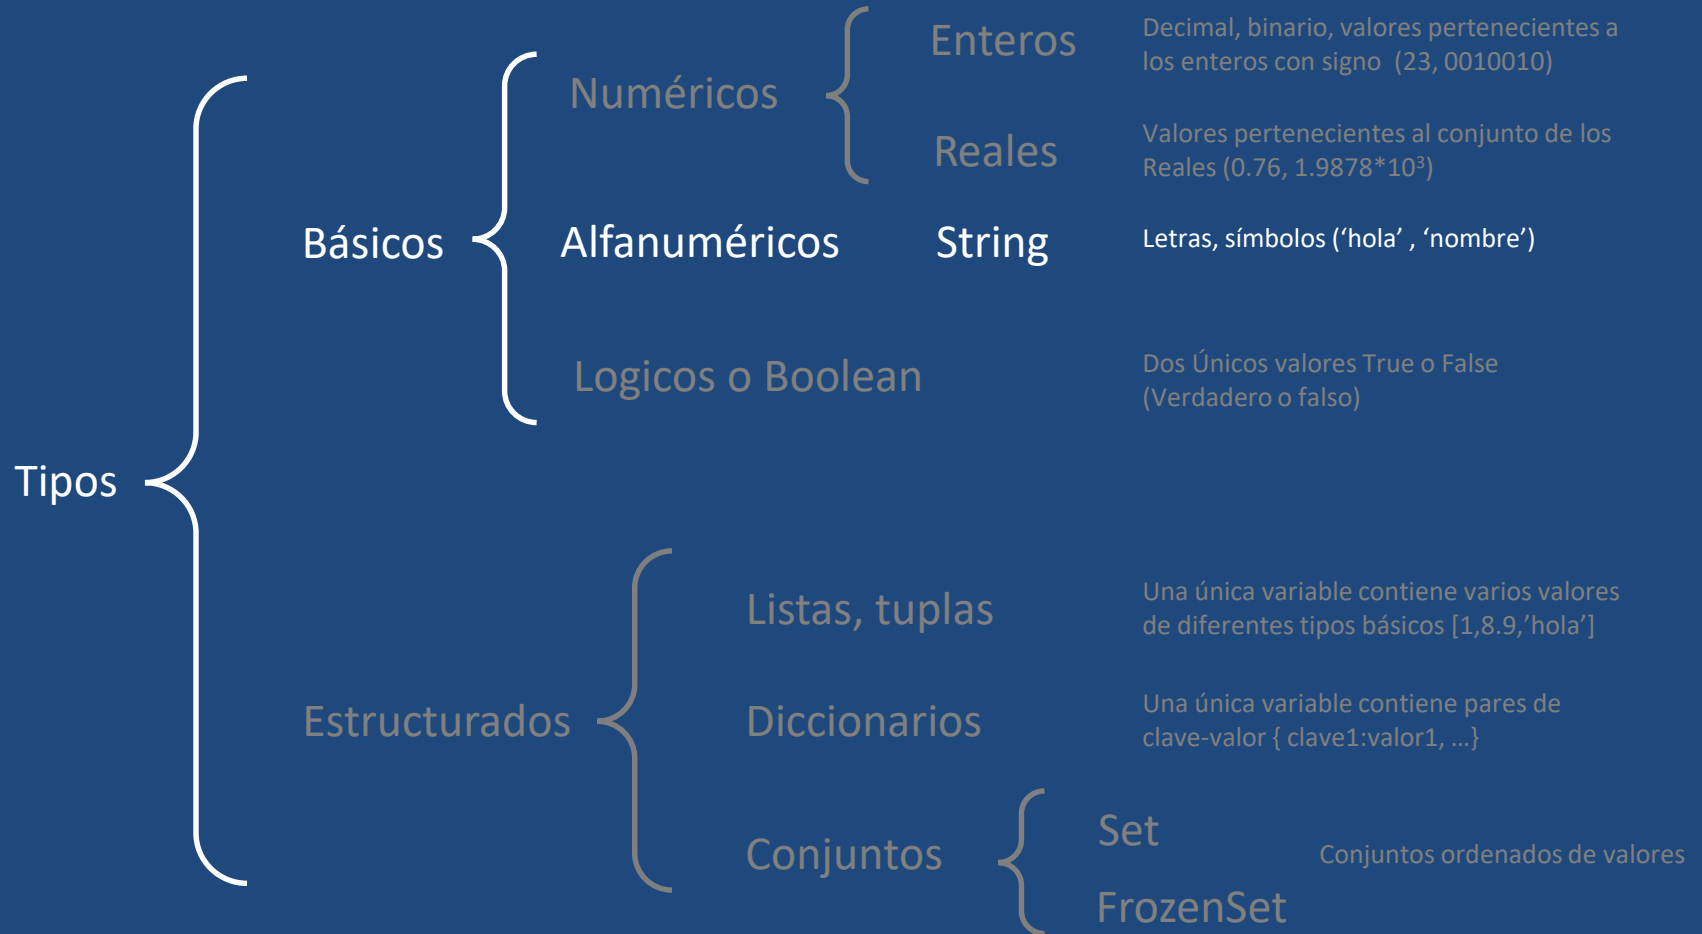 Tipos
Básicos
Numéricos
Enteros
Decimal, binario, valores pertenecientes a
los enteros con signo  (23, 0010010)
Reales
Valores pertenecientes al conjunto de los
Reales (0.76, 1.9878*10³)
Alfanuméricos
String
Letras, símbolos (‘hola’ , ‘nombre’)
Logicos o Boolean
Dos Únicos valores True o False
(Verdadero o falso)
Estructurados
Listas, tuplas
Una única variable contiene varios valores
de diferentes tipos básicos [1,8.9,’hola’]
Diccionarios
Una única variable contiene pares de
clave-valor { clave1:valor1, …}
Conjuntos
Set
FrozenSet
Conjuntos ordenados de valores